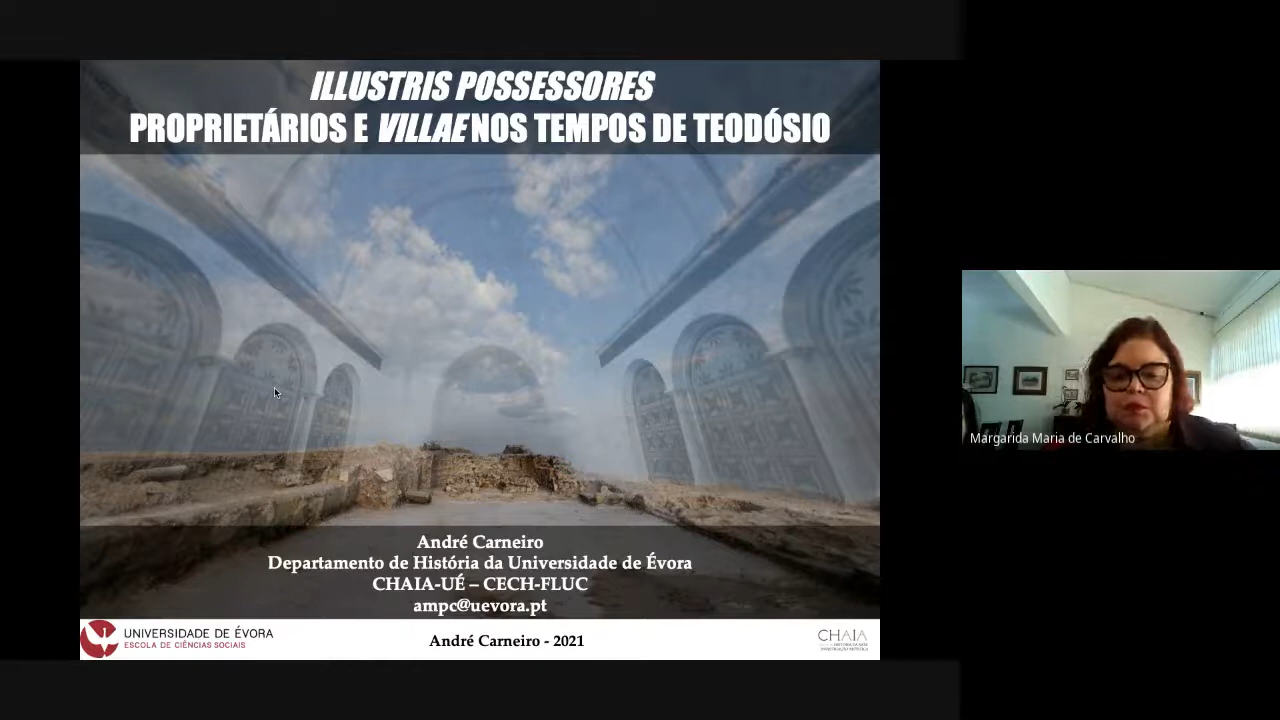 ILLUSTRIS POSSESSORES
PROPRIETÁRIOS E VILLAE NOS TEMPOS DE TEODÓSIO
André Carneiro
Departamento de História da Universidade de Évora
CHAIA-UÉ – CECH-FLUC
ampc@uevora.pt
UNIVERSIDADE DE ÉVORA
ESCOLA DE CIÊNCIAS SOCIAIS
André Carneiro - 2021
CHAIA
Margarida Maria de Carvalho